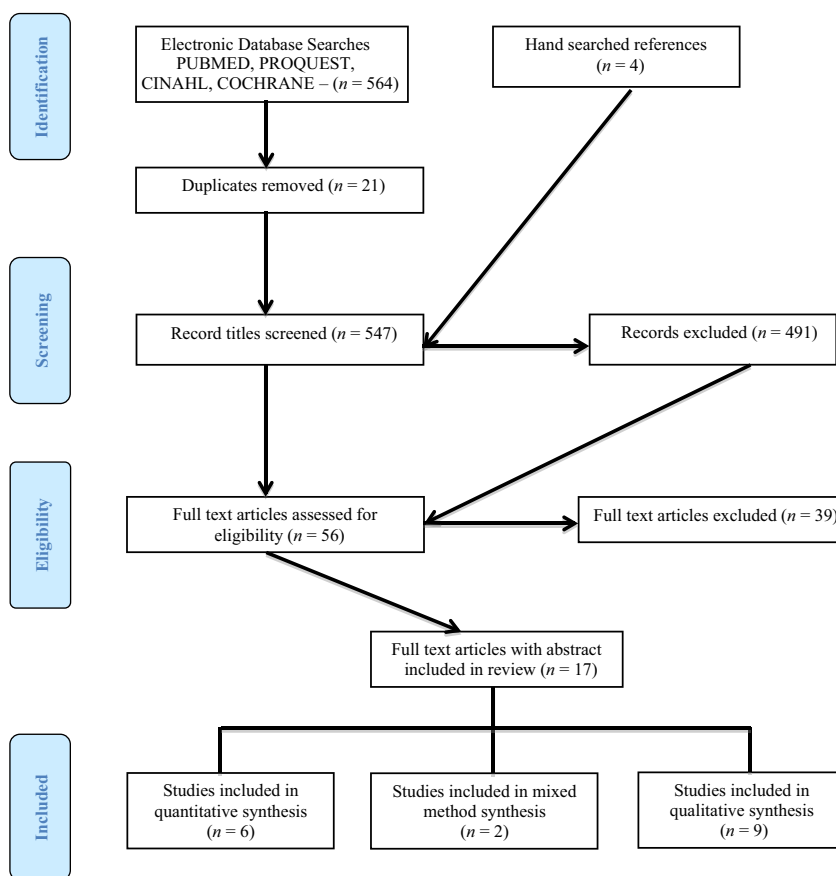 Identification
Electronic Database Searches
PUBMED, PROQUEST,
CINAHL, COCHRANE – (n = 564)
Hand searched references
(n = 4)
Duplicates removed (n = 21)
Screening
Record titles screened (n = 547)
Records excluded (n = 491)
Eligibility
Full text articles assessed for
eligibility (n = 56)
Full text articles excluded (n = 39)
Full text articles with abstract
included in review (n = 17)
Included
Studies included in
quantitative synthesis
(n = 6)
Studies included in mixed
method synthesis
(n = 2)
Studies included in
qualitative synthesis
(n = 9)